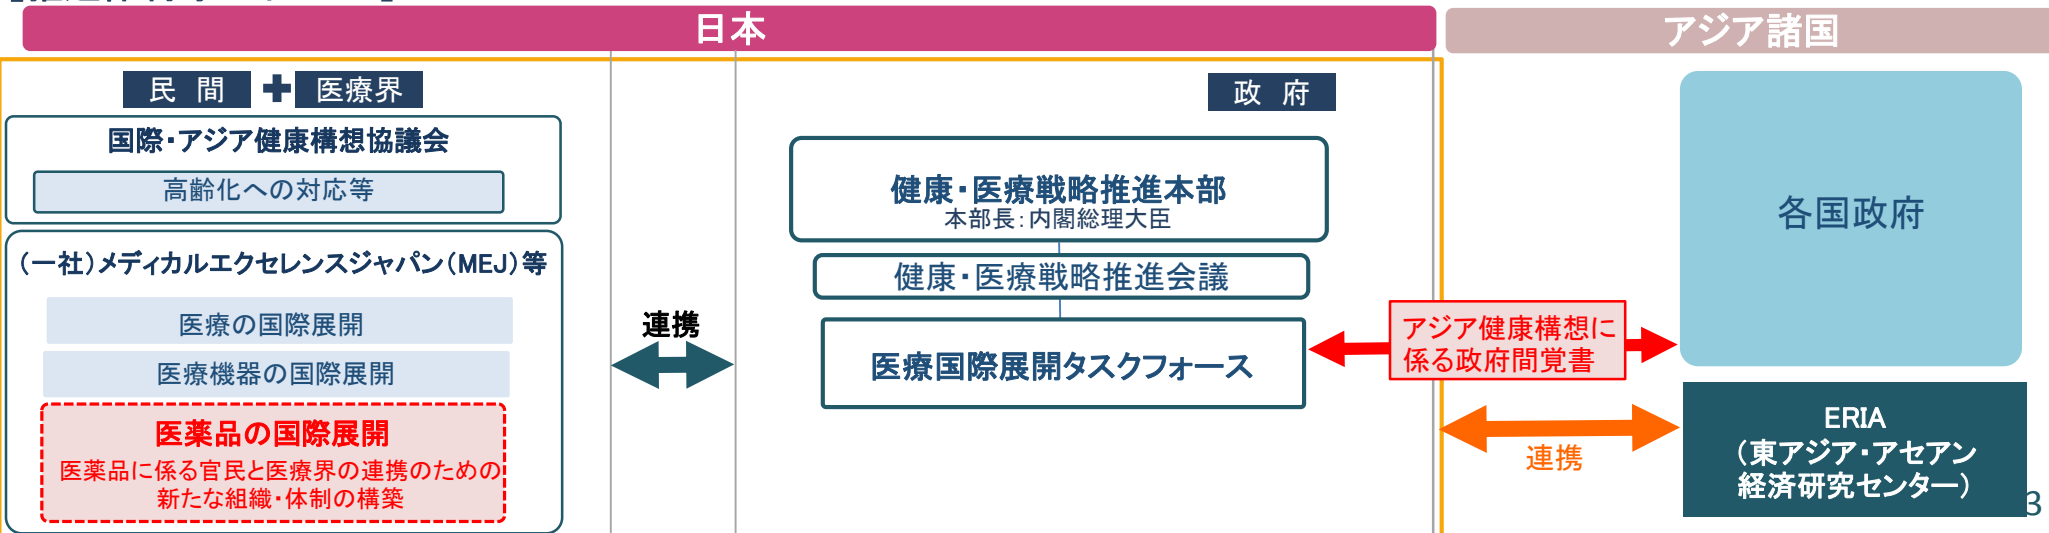 日本
アジア諸国
民 間
医療界
国際・アジア健康構想協議会
高齢化への対応等
(一社)メディカルエクセレンスジャパン(MEJ)等
医療の国際展開
医療機器の国際展開
医薬品の国際展開
医薬品に係る官民と医療界の連携のための
新たな組織・体制の構築
連携
政 府
健康・医療戦略推進本部
本部長:内閣総理大臣
健康・医療戦略推進会議
医療国際展開タスクフォース
アジア健康構想に
係る政府間覚書
連携
各国政府
ERIA
(東アジア・アセアン
経済研究センター)
3